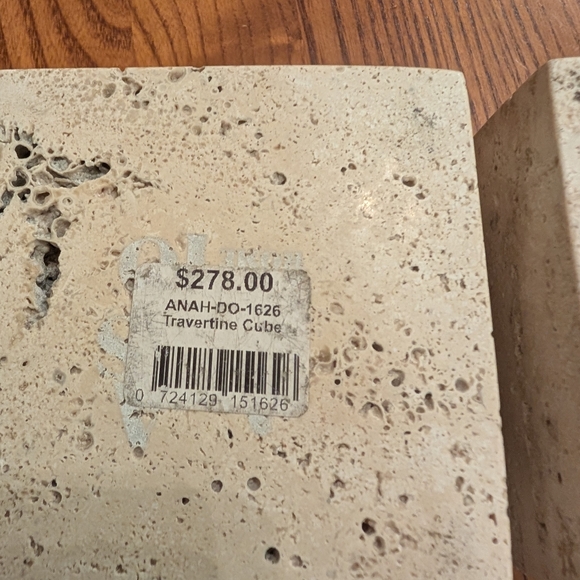 $278.00
ANAH-DO-1626
Travertine Cube
0 724129 151626